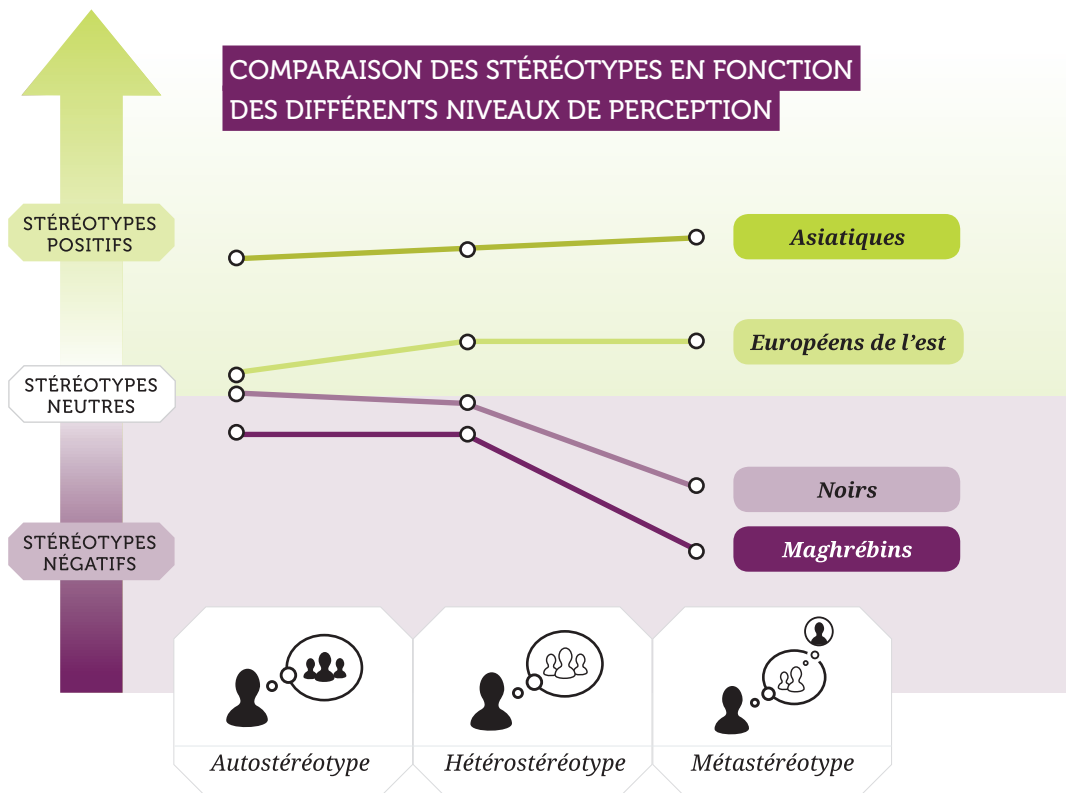 COMPARAISON DES STÉRÉOTYPES EN FONCTION
DES DIFFÉRENTS NIVEAUX DE PERCEPTION
STÉRÉOTYPES
POSITIFS
Asiatiques
Européens de l’est
STÉRÉOTYPES
NEUTRES
Noirs
STÉRÉOTYPES
NÉGATIFS
Maghrébins
Autostéréotype
Hétérostéréotype
Métastéréotype